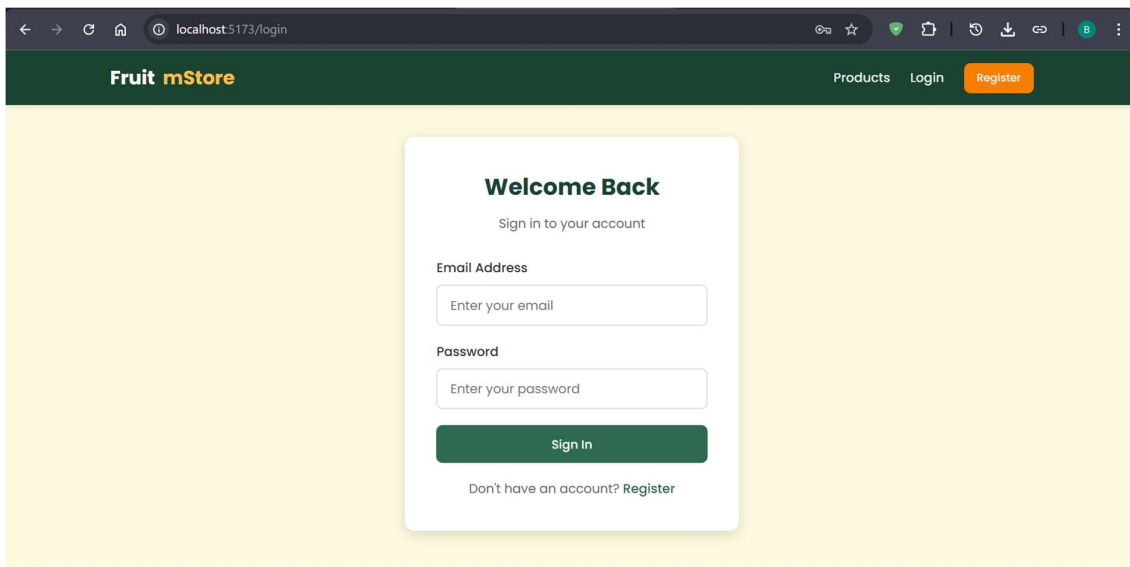 localhost:5173/login
B
Fruit mStore
Products Login Register
Welcome Back
Sign in to your account
Email Address
Enter your email
Password
Enter your password
Sign In
Don't have an account? Register